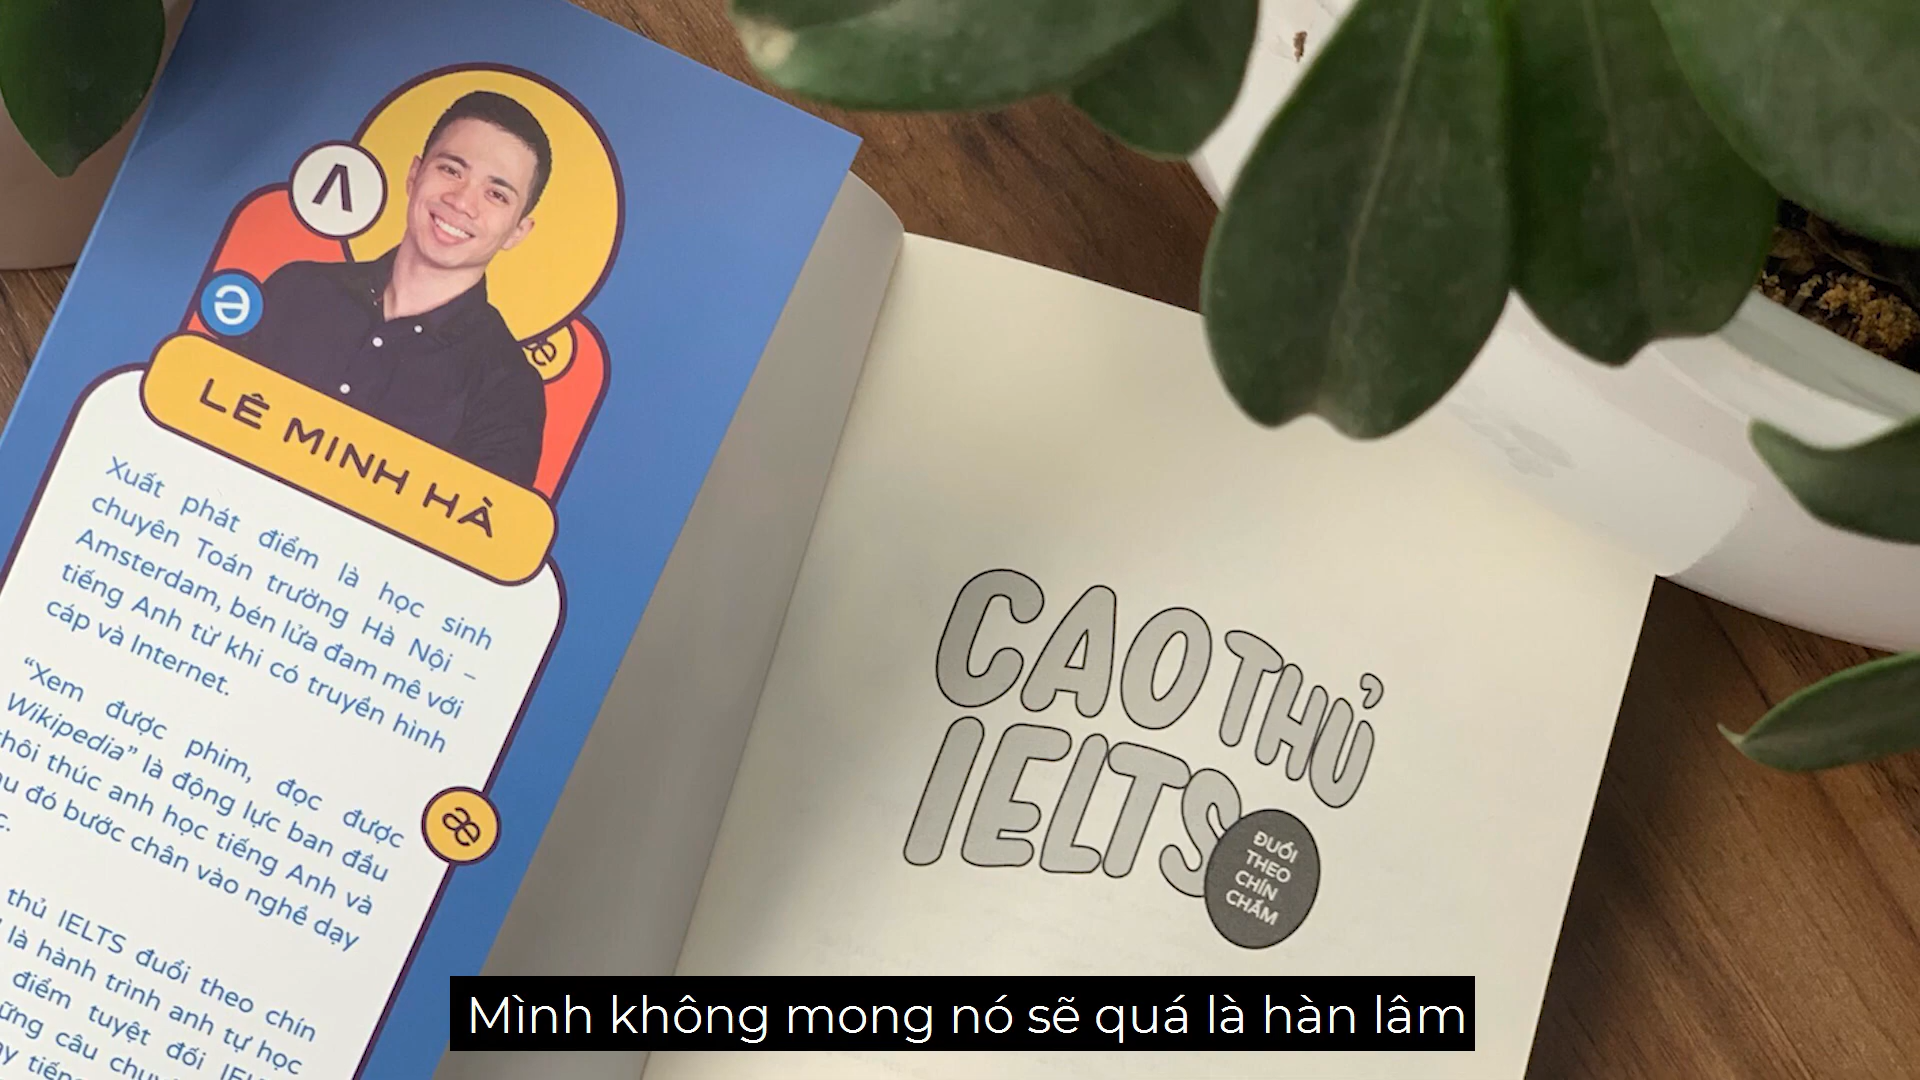 ʌ
ə
æ
LÊ MINH HÀ
Xuất phát điểm là học sinh
chuyên Toán trường Hà Nội –
Amsterdam, bén lửa đam mê với
tiếng Anh từ khi có truyền hình
cáp và Internet.
“Xem được phim, đọc được
Wikipedia” là động lực ban đầu
thôi thúc anh học tiếng Anh và
đó bước chân vào nghề dạy
æ
thủ IELTS đuổi theo chín
là hành trình anh tự học
điểm tuyệt đối
câu
CAO THỦ
IELTS
ĐUỔI
THEO
CHÍN
CHẤM
Mình không mong nó sẽ quá là hàn lâm